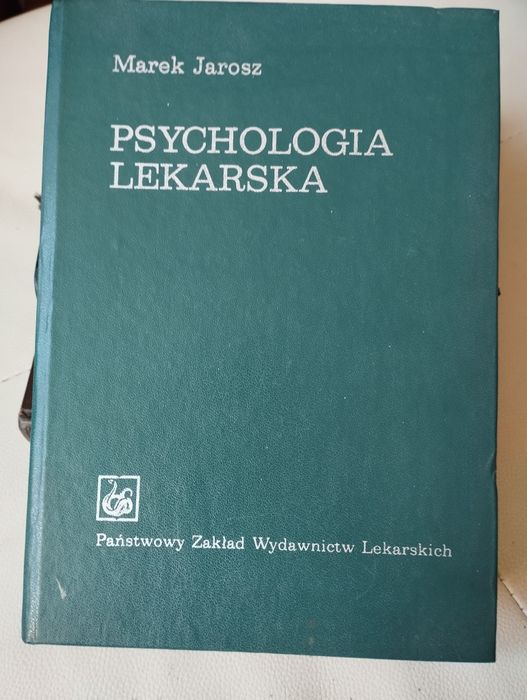 Marek Jarosz
PSYCHOLOGIA
LEKARSKA
Państwowy Zakład Wydawnictw Lekarskich